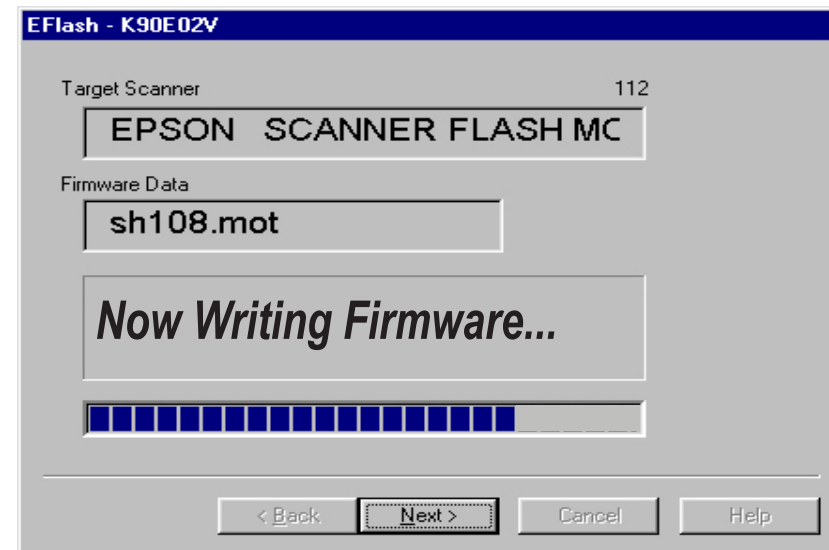 EFlash - K90E02V
Target Scanner 112
EPSON SCANNER FLASH MC
Firmware Data
sh108.mot
Now Writing Firmware...
< Back Next > Cancel Help